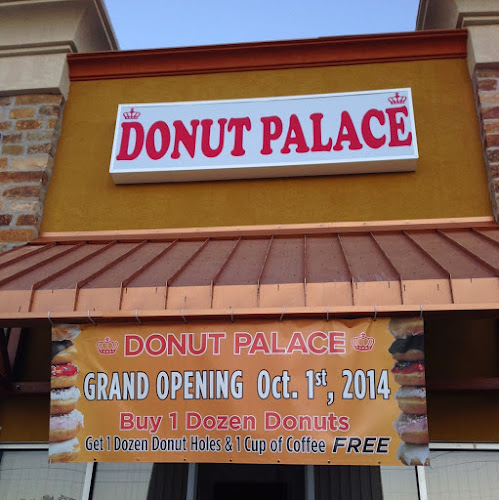 DONUT PALACE
DONUT PALACE
GRAND OPENING Oct. 1st, 2014
Buy 1 Dozen Donuts
Get 1 Dozen Donut Holes & 1 Cup of Coffee FREE